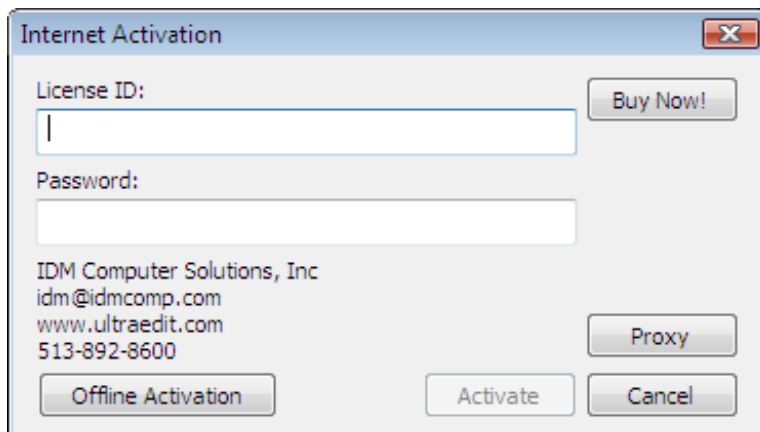 Internet Activation
License ID:
Buy Now!
Password:
IDM Computer Solutions, Inc
idm@idmcomp.com
www.ultraedit.com
513-892-8600
Proxy
Offline Activation
Activate
Cancel